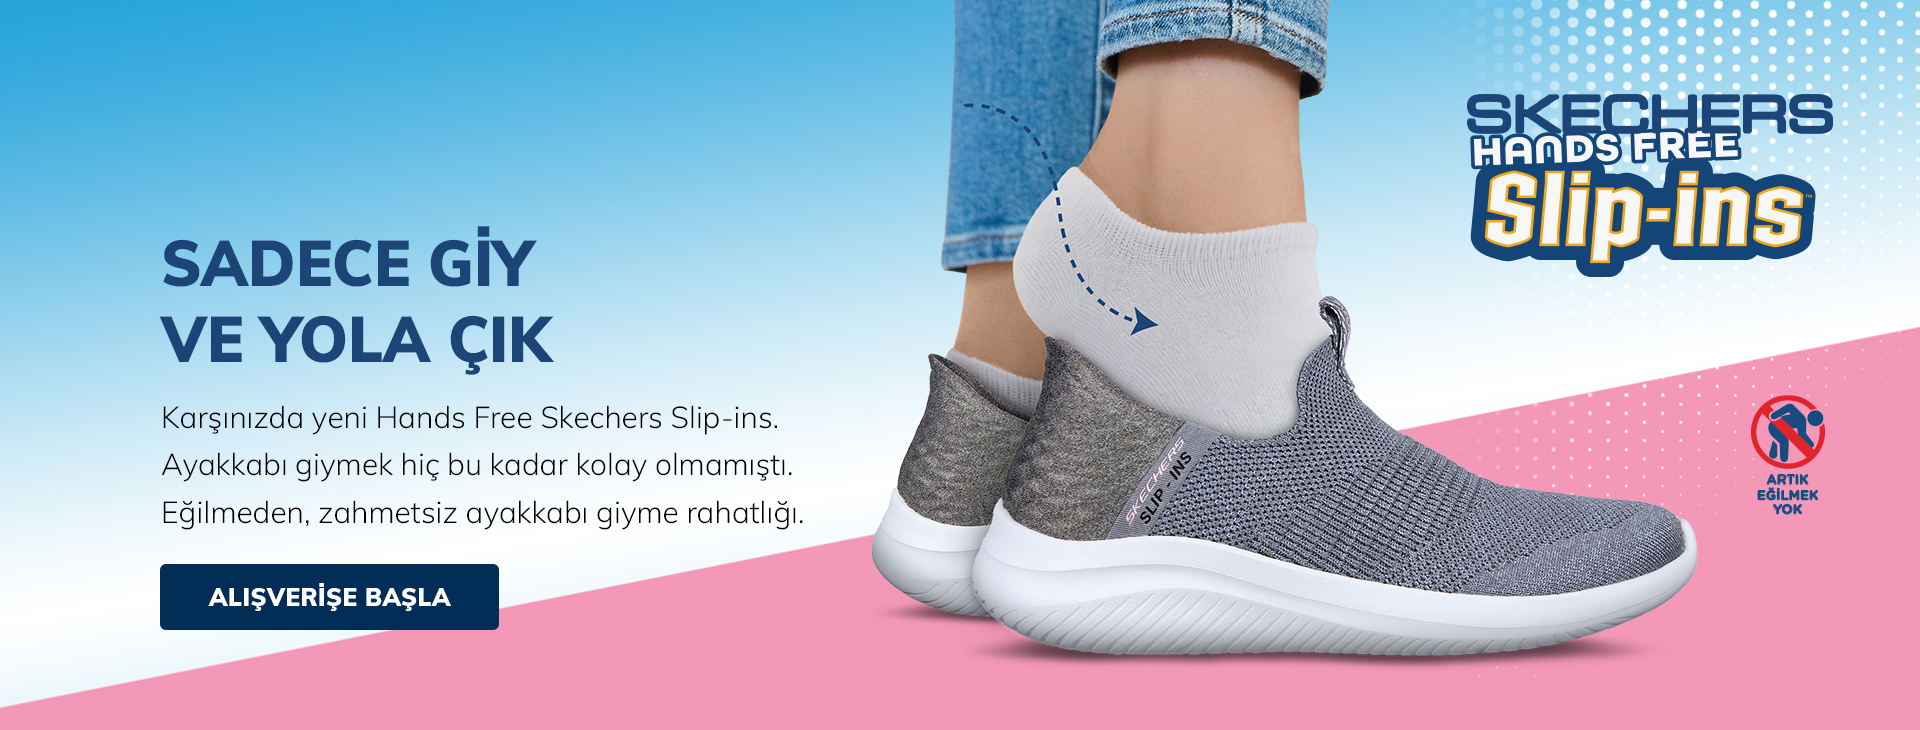 SKECHERS
HANDS FREE
Slip-ins™
SADECE GİY
VE YOLA ÇIK
Karşınızda yeni Hands Free Skechers Slip-ins.
Ayakkabı giymek hiç bu kadar kolay olmamıştı.
Eğilmeden, zahmetsiz ayakkabı giyme rahatlığı.
ALIŞVERİŞE BAŞLA
SKECHERS
SLIP-INS
ARTIK
EĞİLMEK
YOK